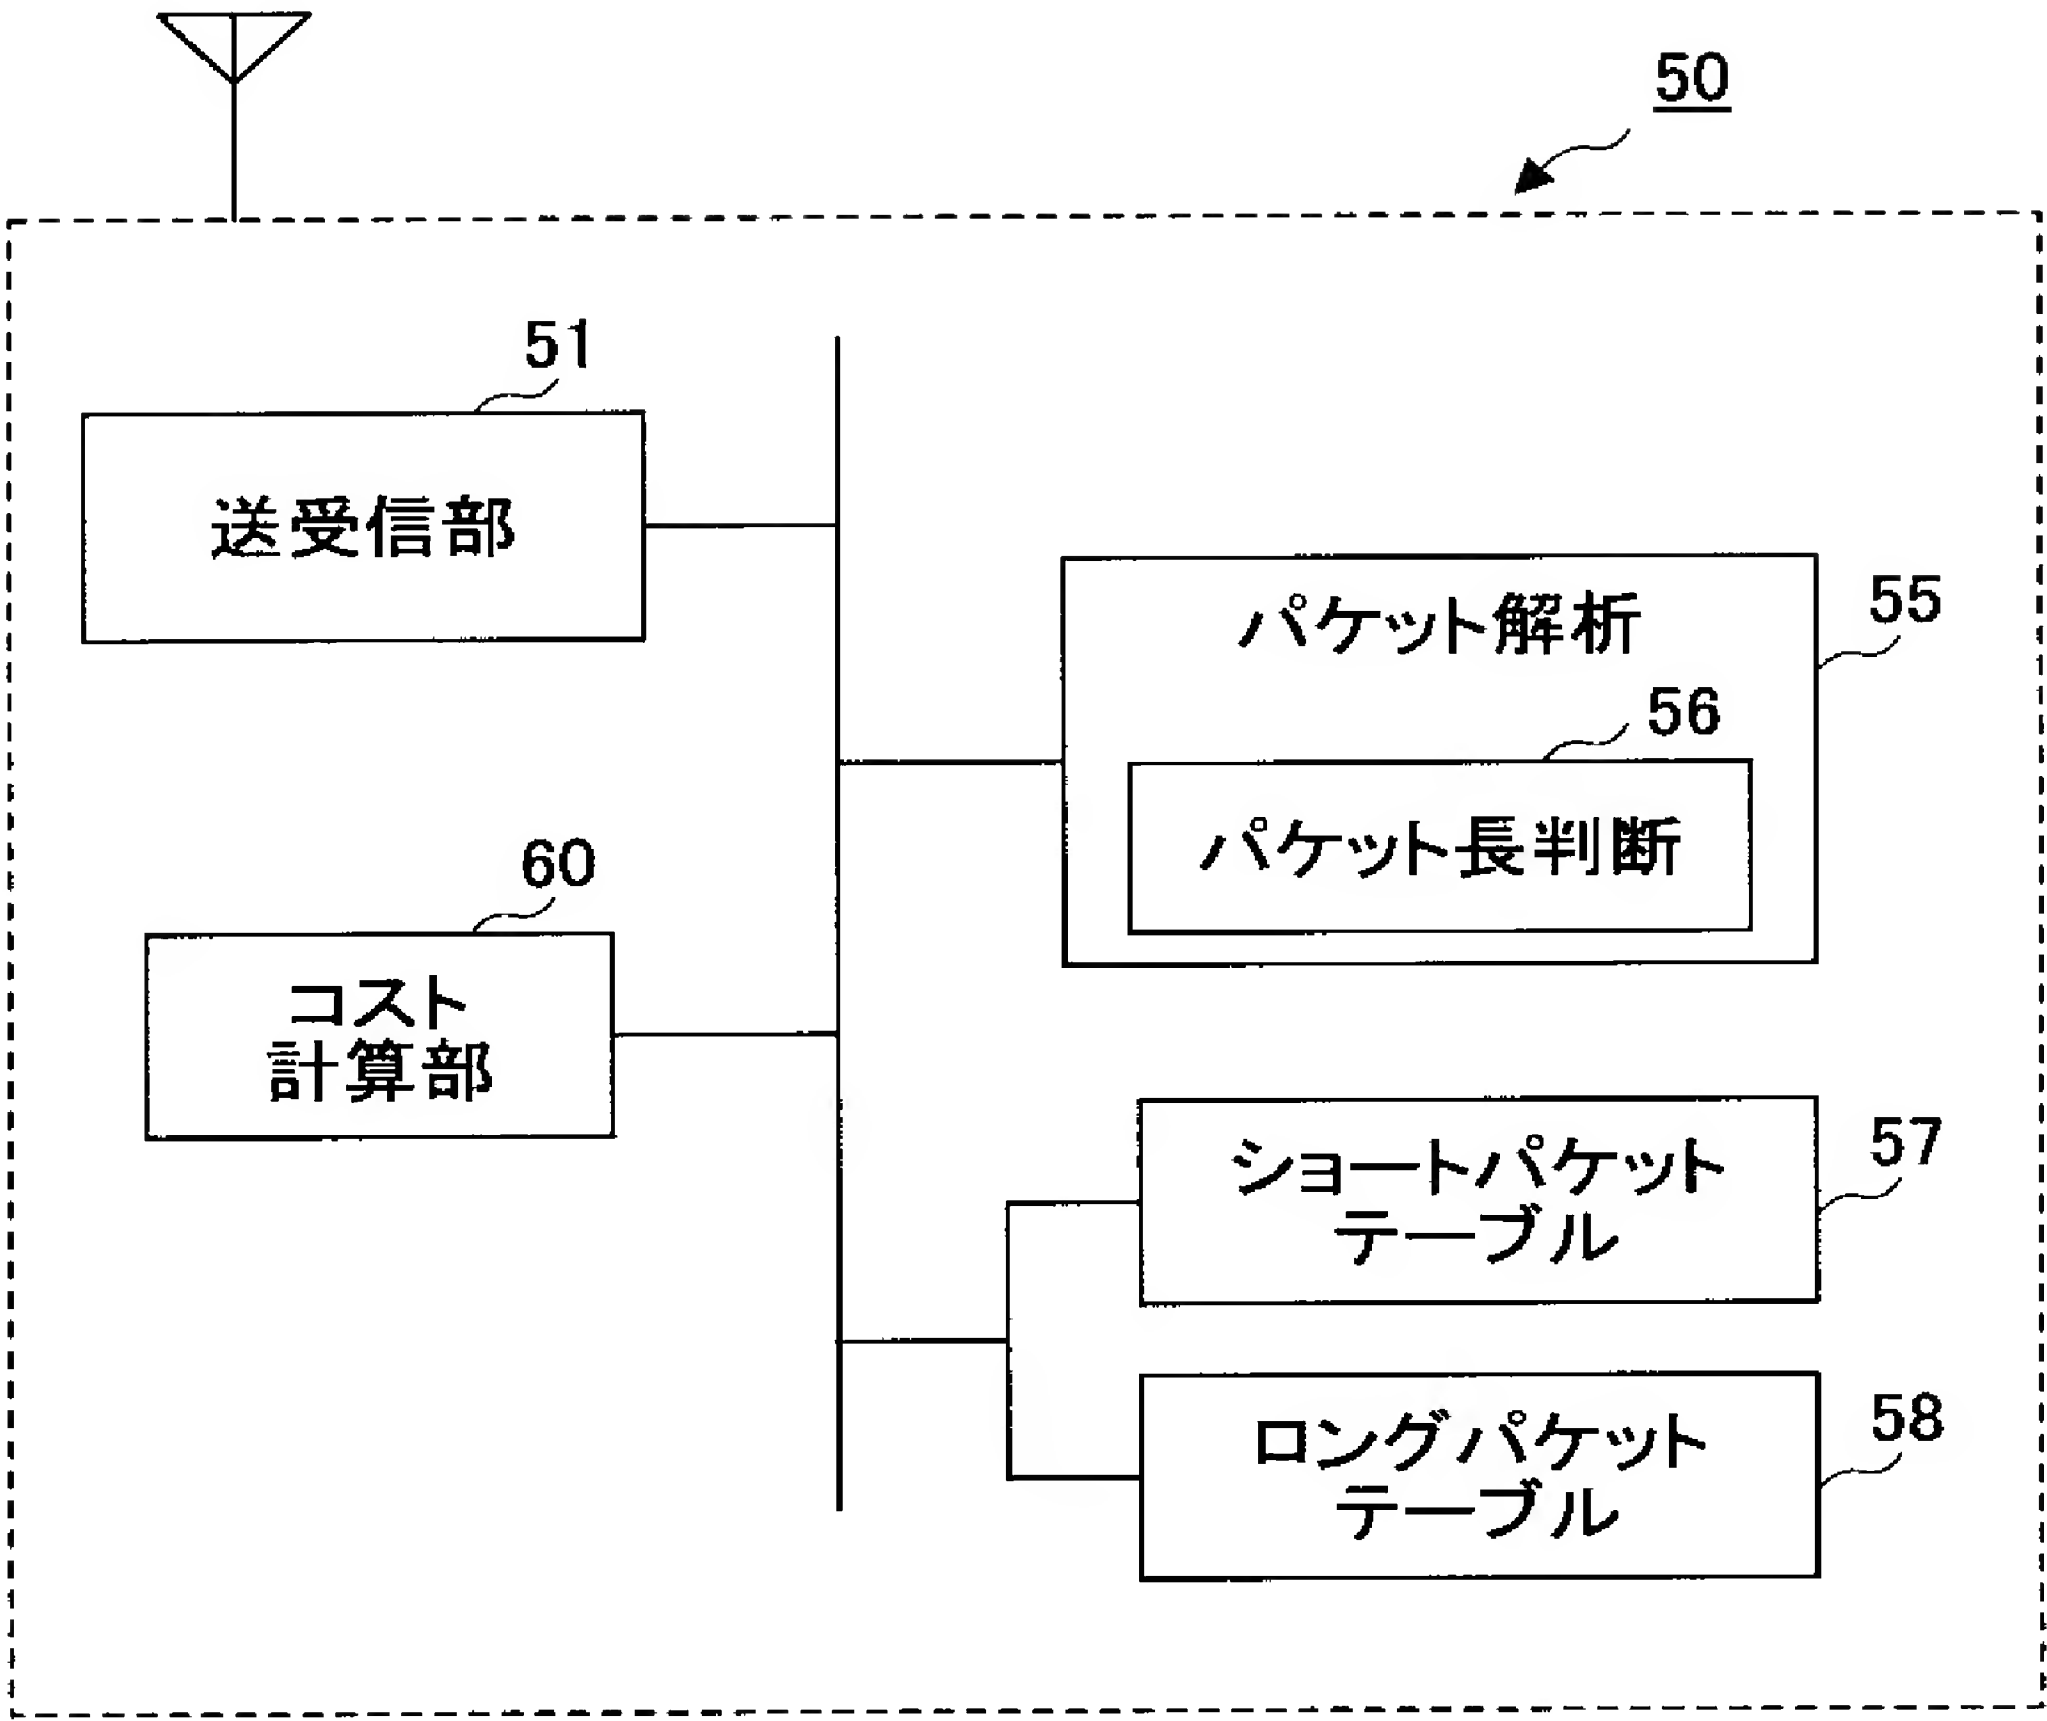 50
51
送受信部
55
パケット解析
56
パケット長判断
60
コスト
計算部
57
ショートパケット
テーブル
58
ロングパケット
テーブル